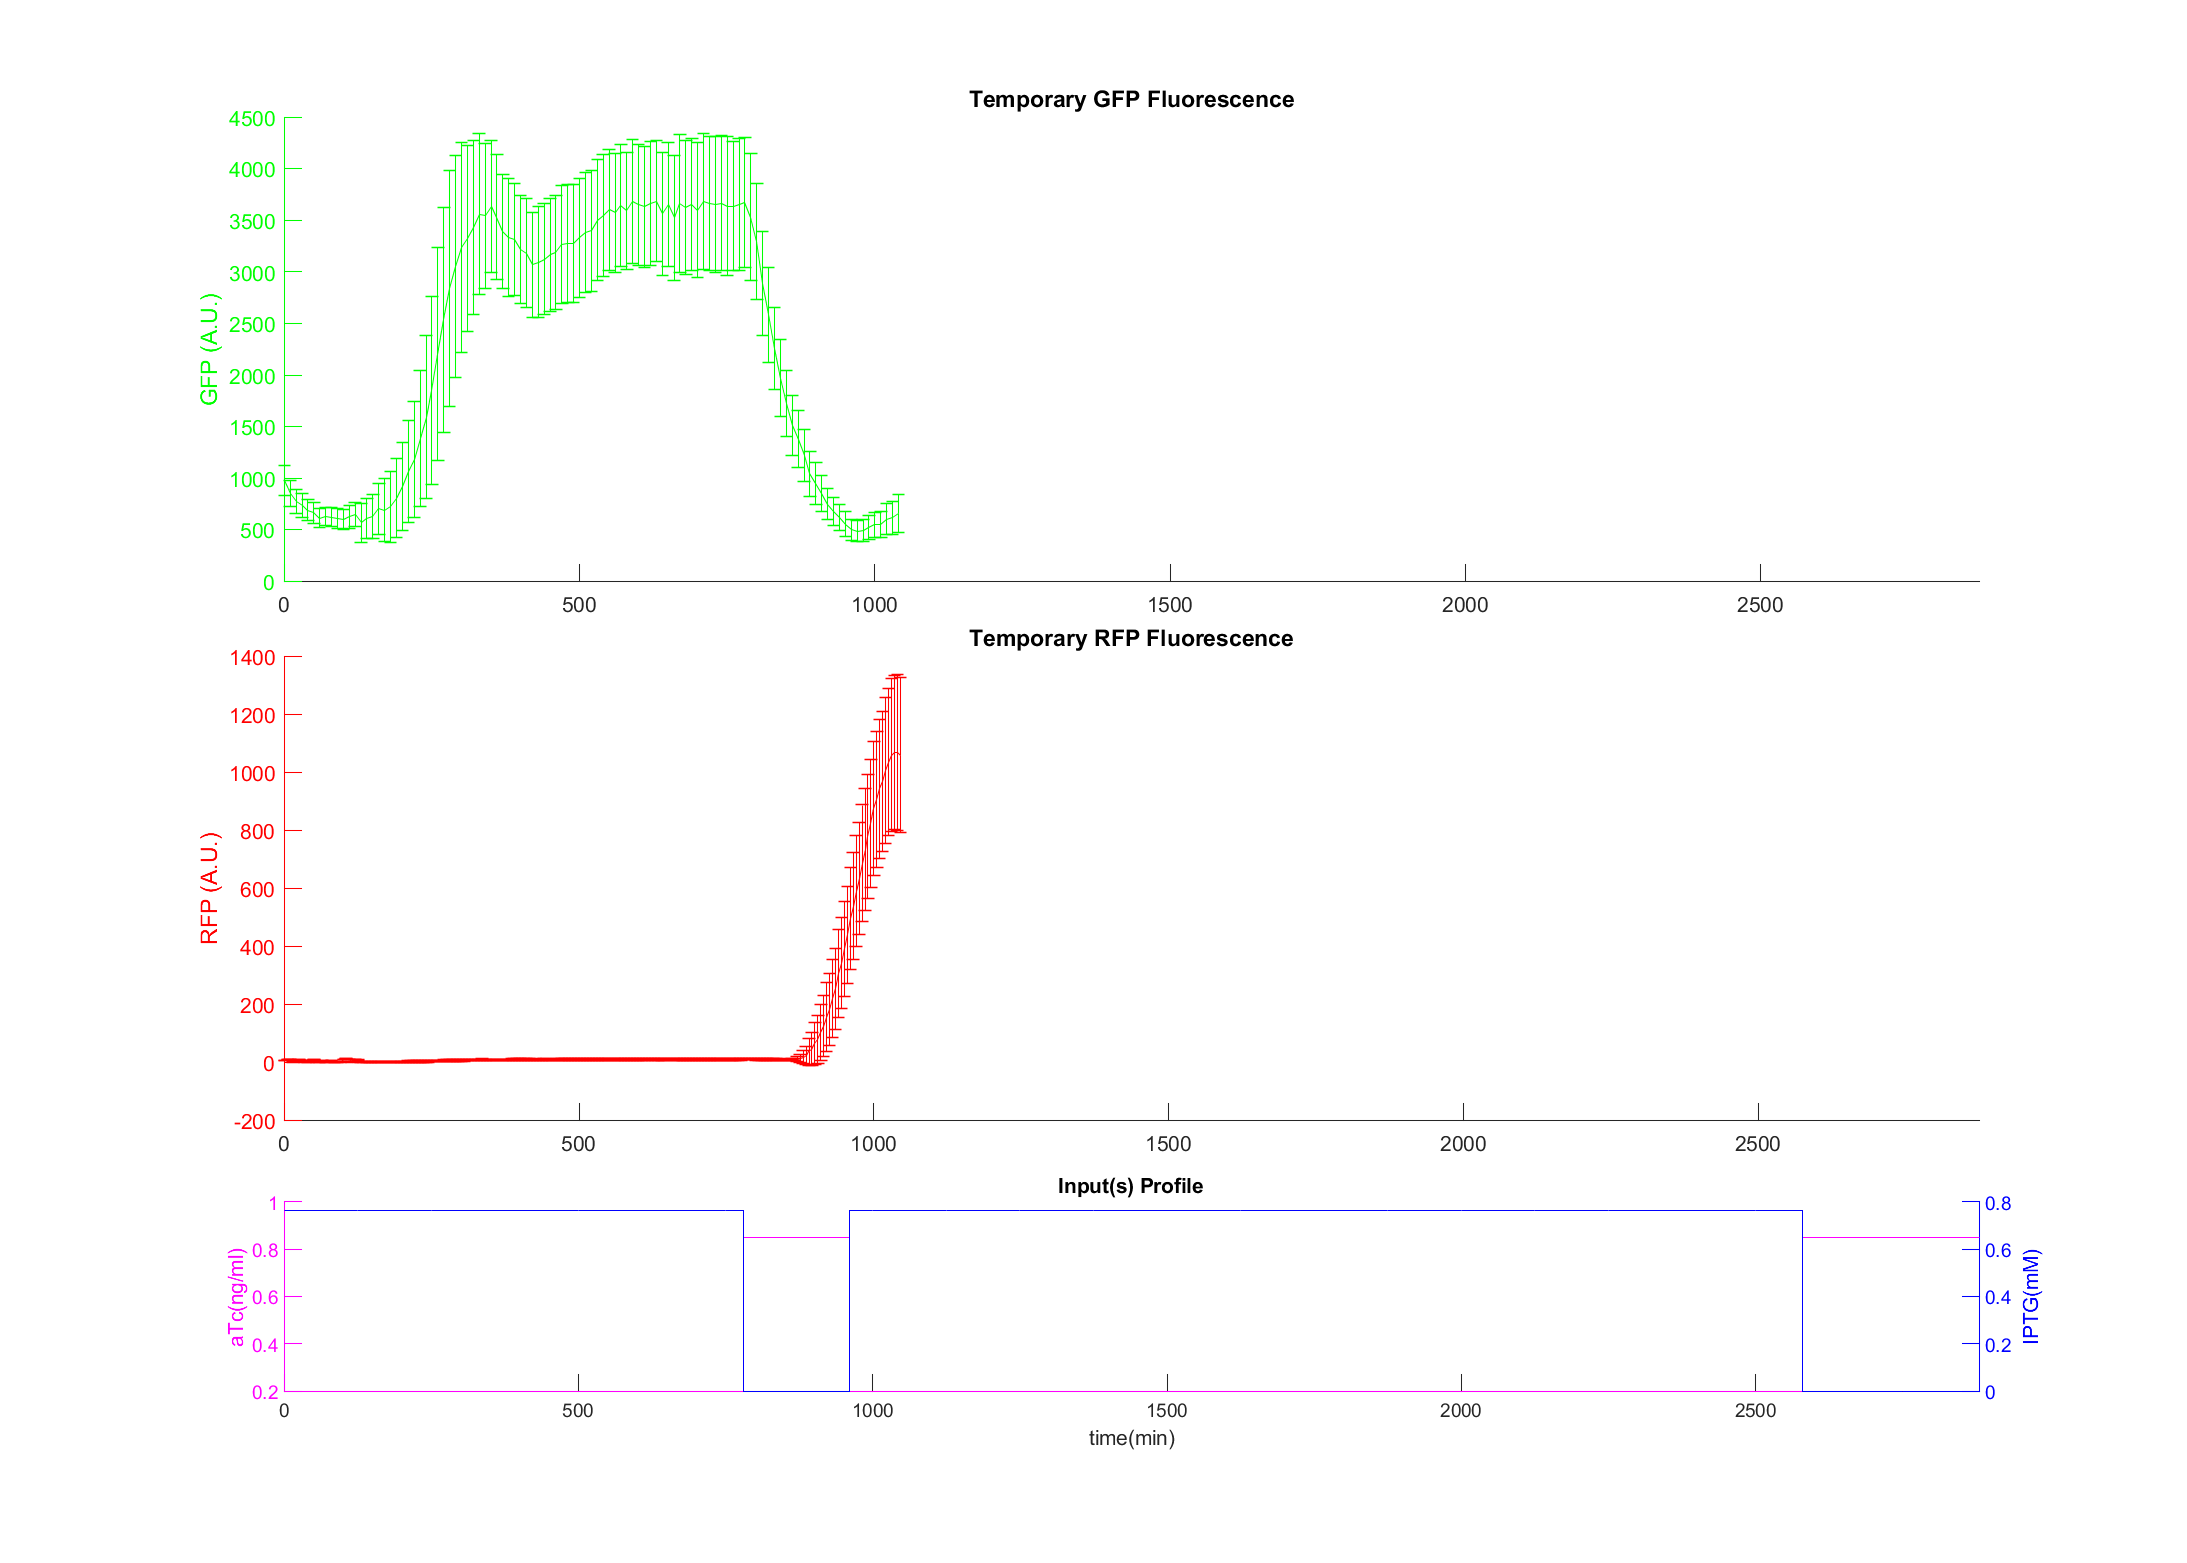 Temporary GFP Fluorescence
4500
4000
3500
3000
2500
2000
1500
1000
500
0
GFP (A.U.)
0 500 1000 1500 2000 2500
Temporary RFP Fluorescence
1400
1200
1000
800
600
400
200
0
-200
RFP (A.U.)
0 500 1000 1500 2000 2500
Input(s) Profile
1
0.8
0.6
0.4
0.2
aTc(ng/ml)
0.8
0.6
0.4
0.2
0
IPTG(mM)
0 500 1000 1500 2000 2500
time(min)